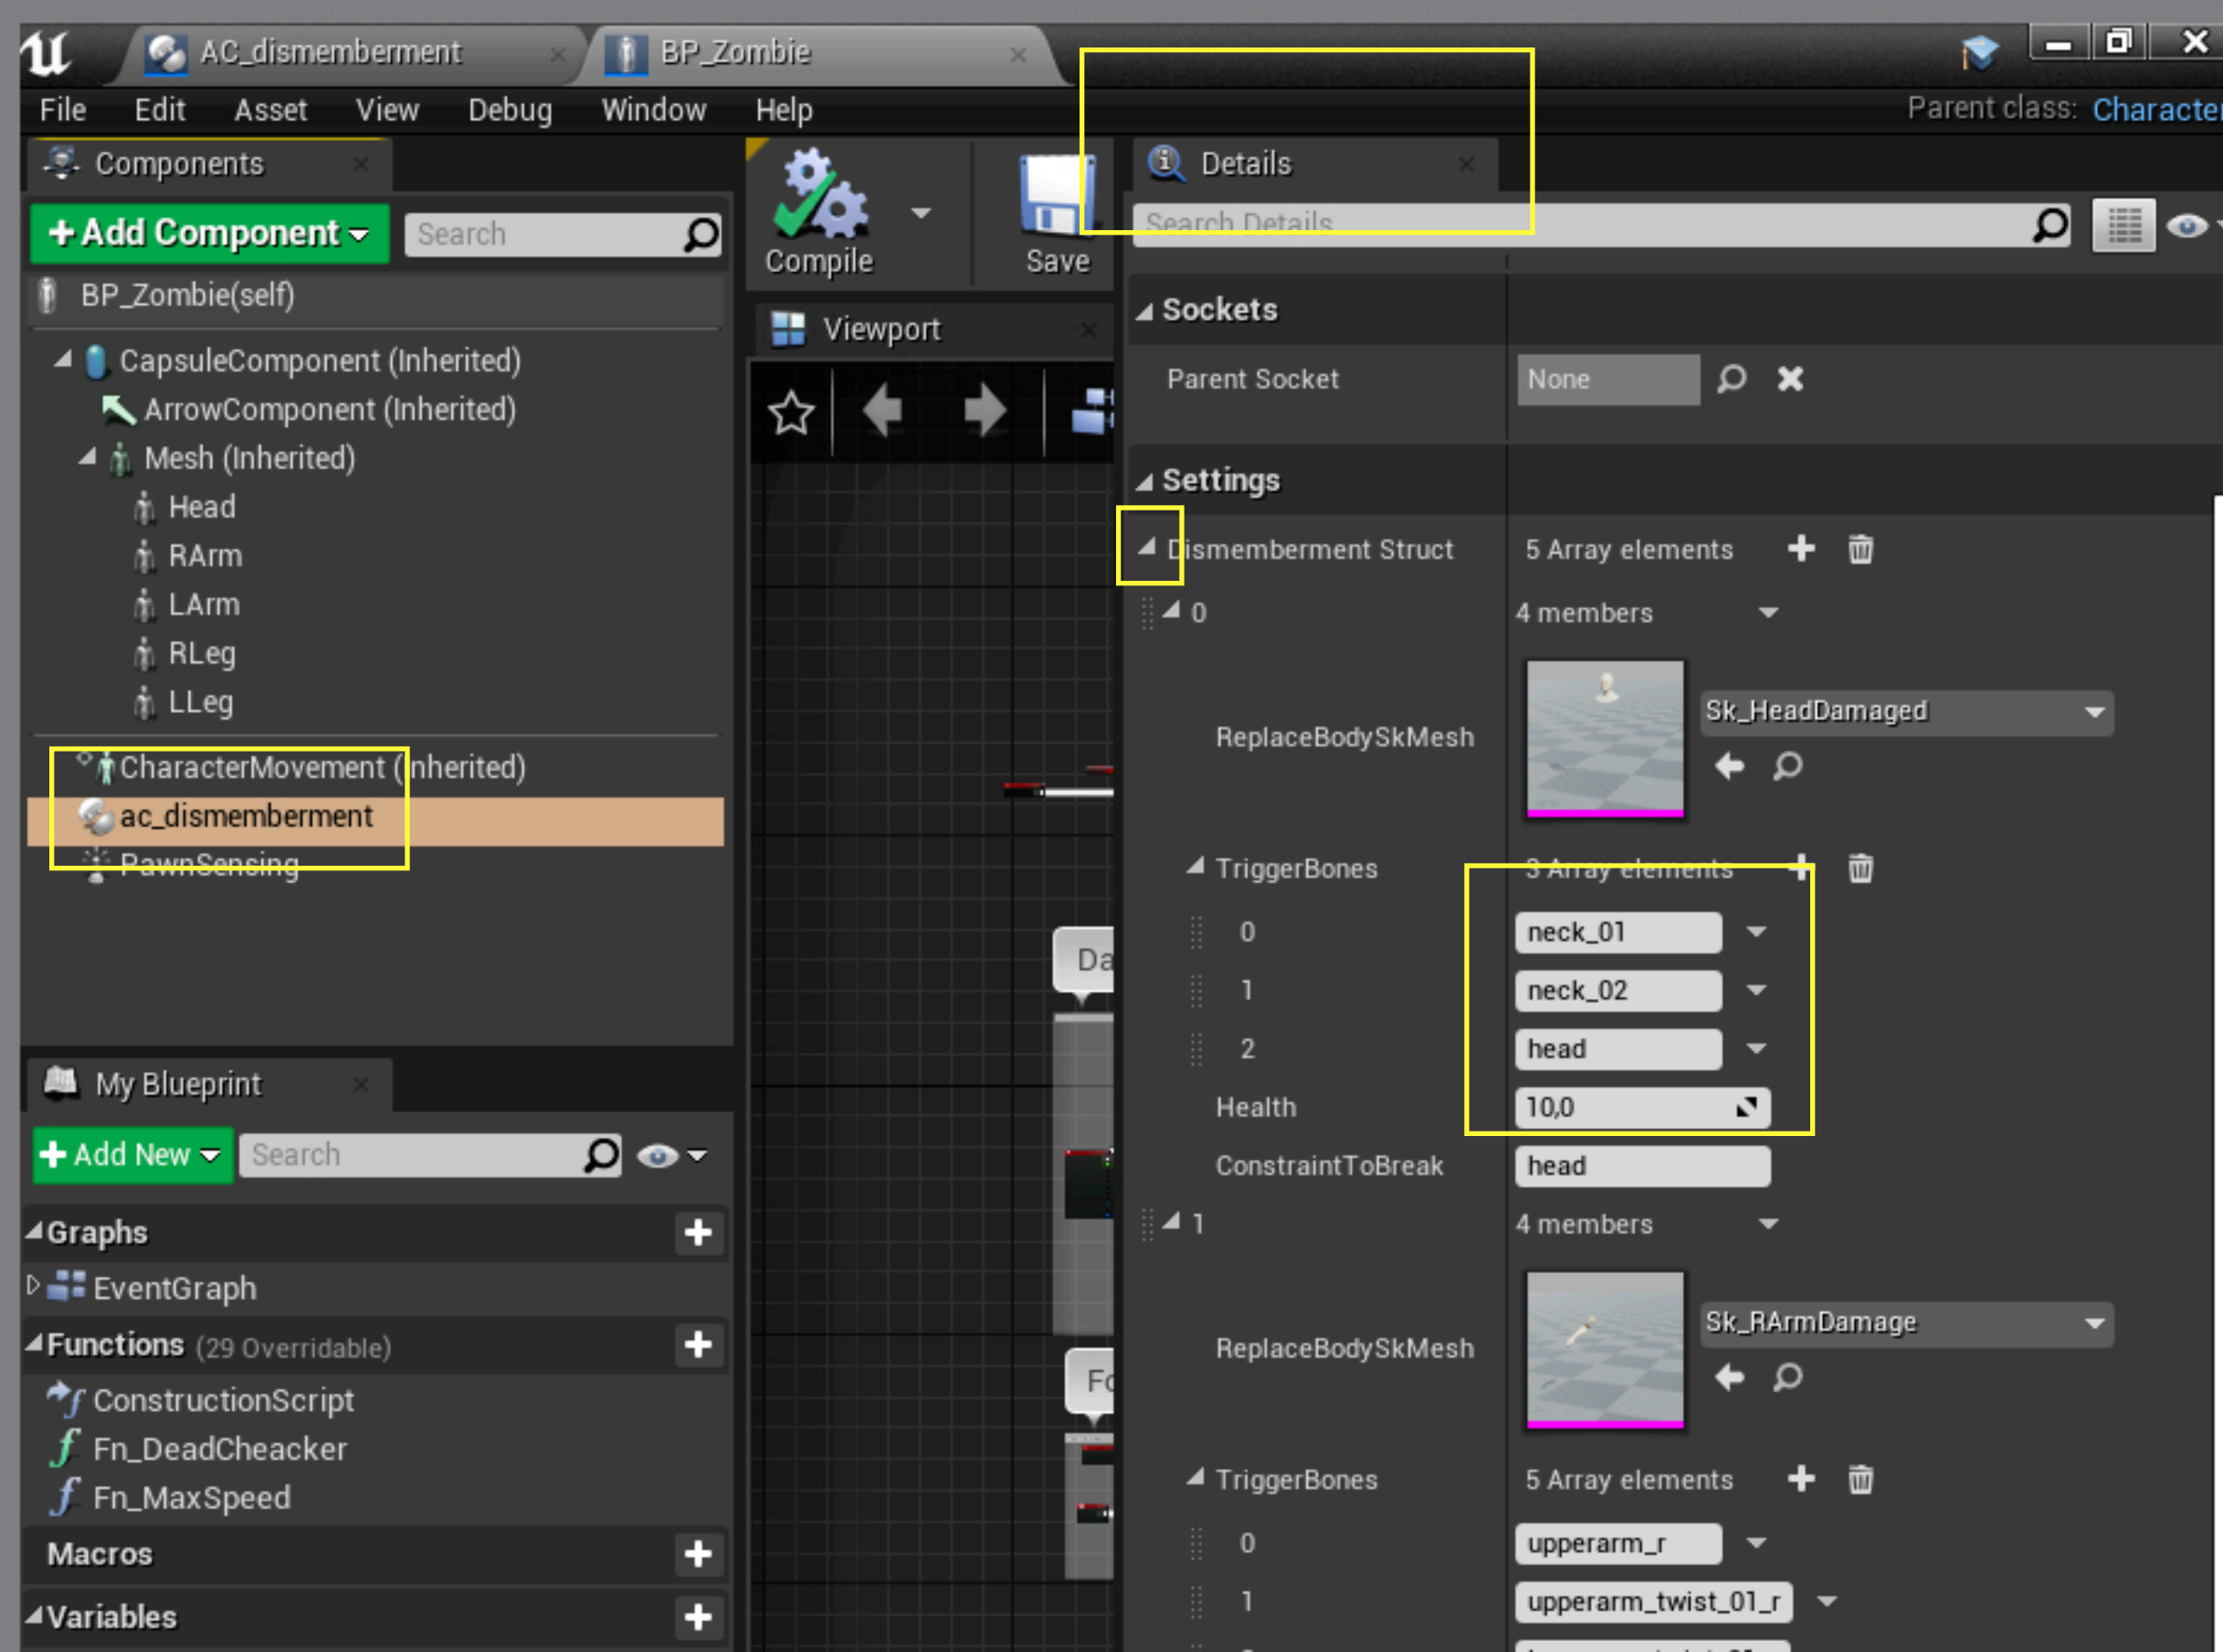 AC_dismemberment
BP_Zombie
File Edit Asset View Debug Window Help
Parent class: Character
Components
+Add Component
Search
BP_Zombie(self)
CapsuleComponent (Inherited)
ArrowComponent (Inherited)
Mesh (Inherited)
Head
RArm
LArm
RLeg
LLeg
CharacterMovement (Inherited)
ac_dismemberment
PawnSensing
My Blueprint
+ Add New
Search
Graphs
EventGraph
Functions (29 Overridable)
ConstructionScript
Fn_DeadCheacker
Fn_MaxSpeed
Macros
Variables
Compile
Save
Viewport
Da
Fo
Details
Search Details
Sockets
Parent Socket None
Settings
Dismemberment Struct 5 Array elements
0 4 members
ReplaceBodySkMesh Sk_HeadDamaged
TriggerBones 3 Array elements
0 neck_01
1 neck_02
2 head
Health 10,0
ConstraintToBreak head
1 4 members
ReplaceBodySkMesh Sk_RArmDamage
TriggerBones 5 Array elements
0 upperarm_r
1 upperarm_twist_01_r